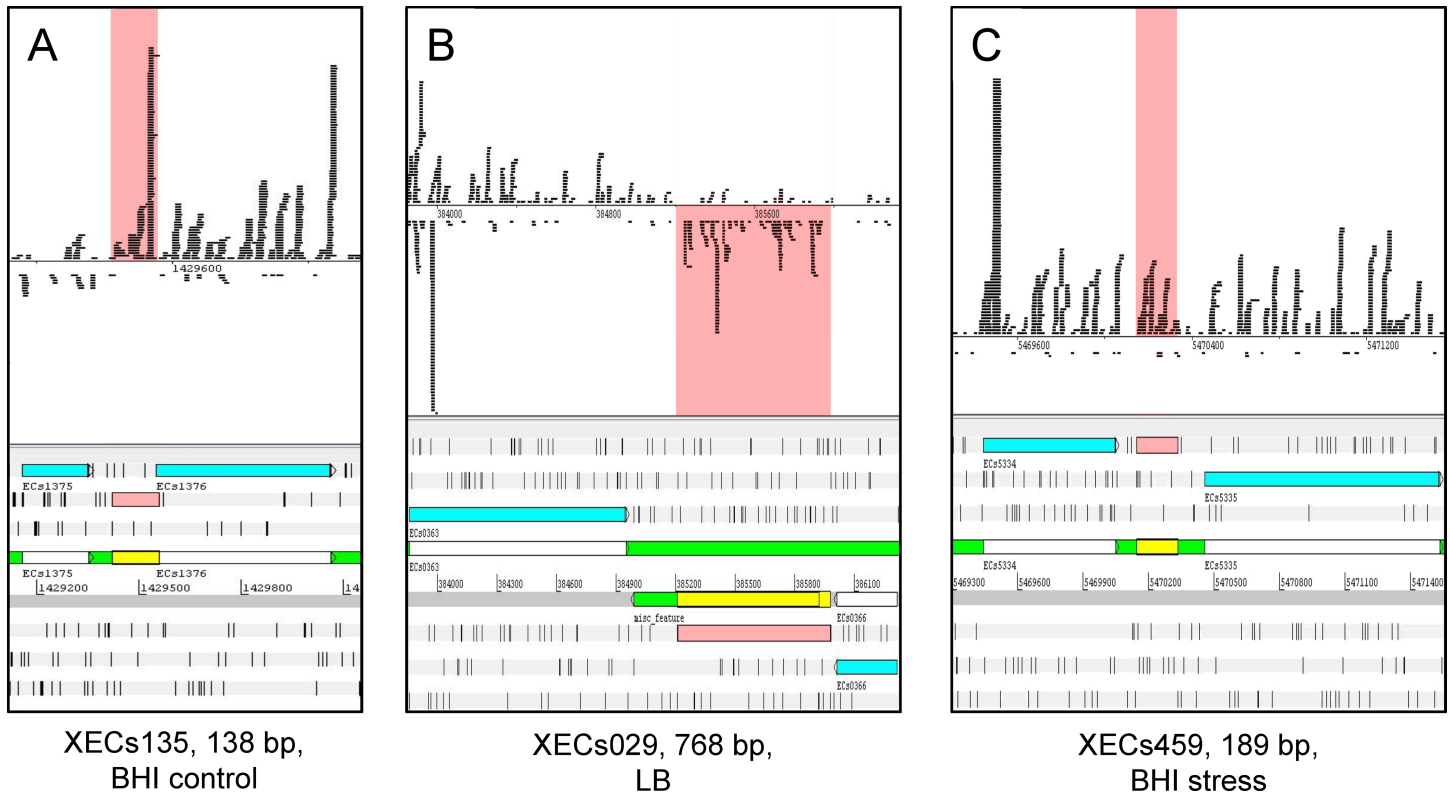 A
1429600
ECs1375
ECs1376
ECs1375
ECs1376
1429200
1429500
1429800
14
XECs135, 138 bp,
BHI control
B
384000
384800
385600
ECs0363
ECs0363
384000
384300
384600
384900
385200
385500
385800
386100
misc_feature
ECs0366
ECs0366
XECs029, 768 bp,
LB
C
5469600
5470400
5471200
ECs5334
ECs5335
ECs5334
ECs5335
5469300
5469600
5469900
5470200
5470500
5470800
5471100
5471400
XECs459, 189 bp,
BHI stress